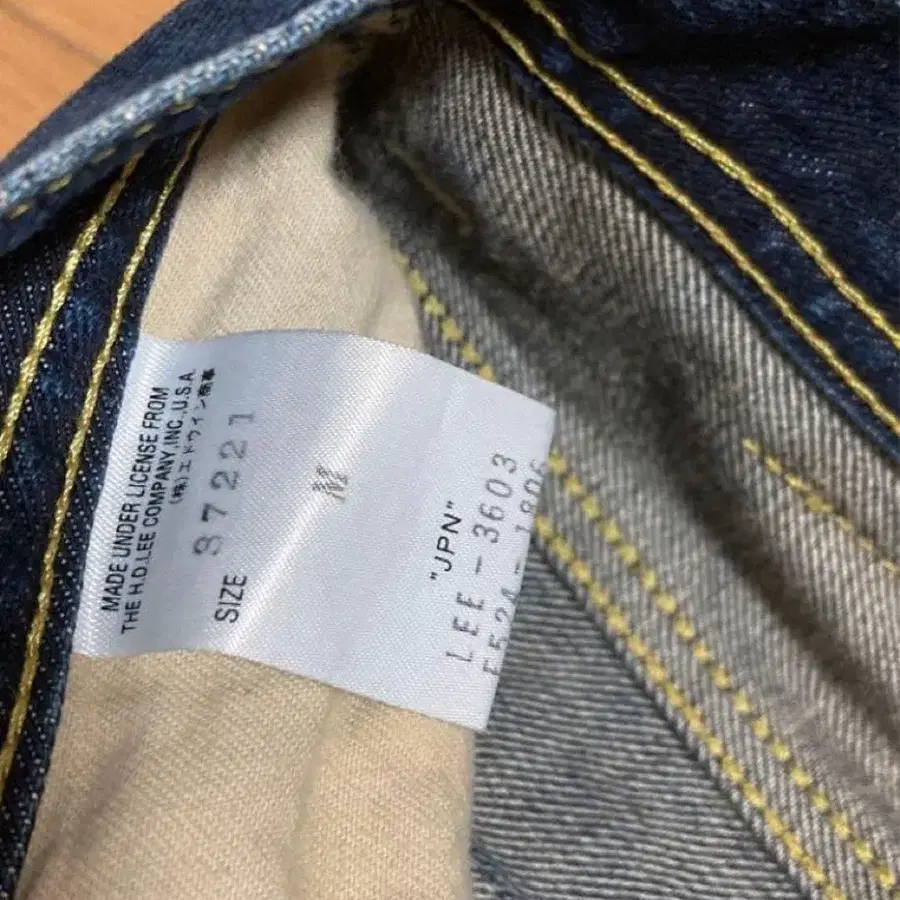 MADE UNDER LICENSE FROM
THE H.D.LEE COMPANY,INC.,U.S.A.
(株)エドウイン商事
87221
SIZE M
"JPN"
LEE-3603